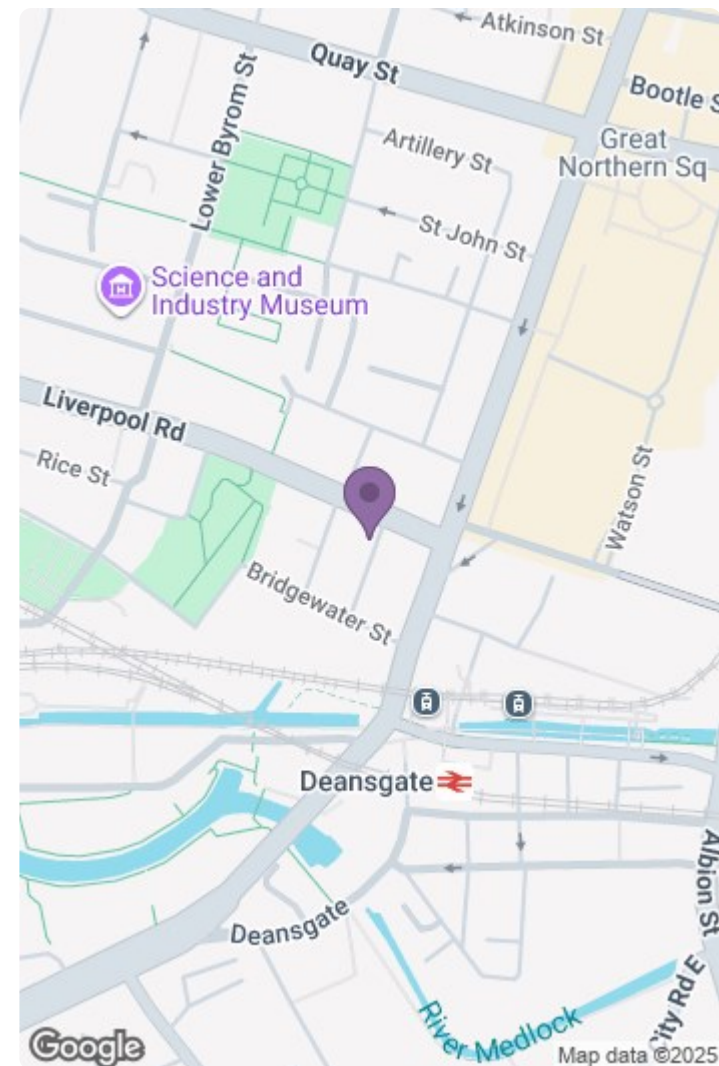 Atkinson St
Quay St
Lower Byrom St
Bootle S
Artillery St
Great
Northern Sq
St John St
Science and
Industry Museum
Liverpool Rd
Rice St
Watson St
Bridgewater St
Deansgate
Albion St
Deansgate
City Rd E
River Medlock
Google
Map data ©2025